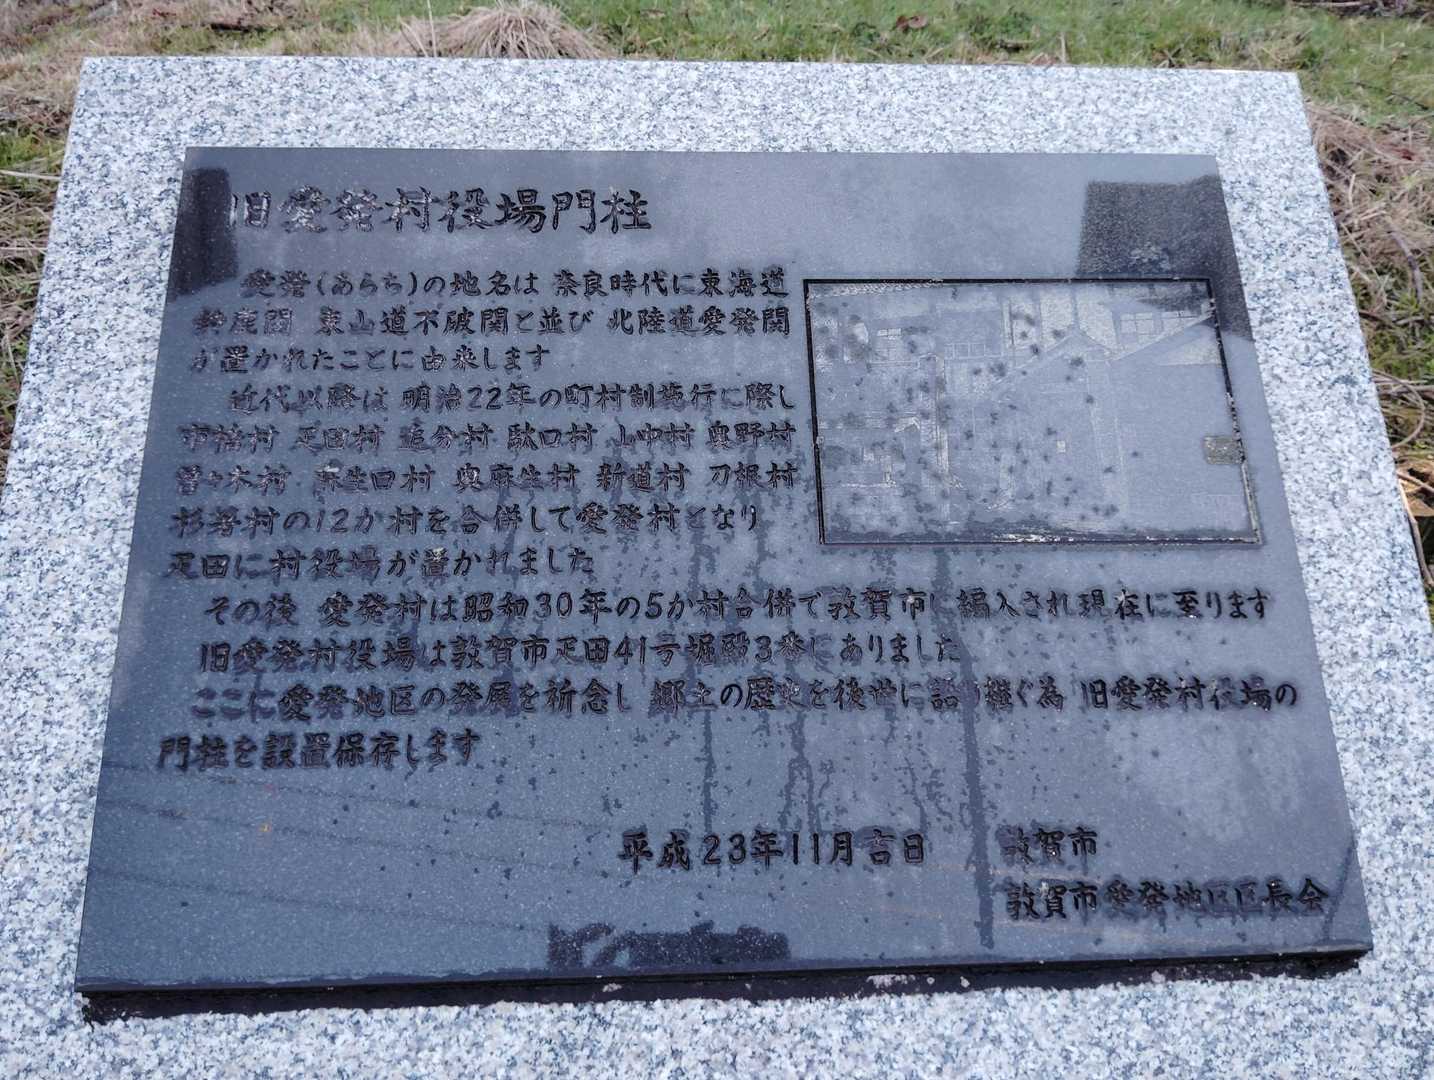 旧愛発村役場門柱
愛発(あらち)の地名は 奈良時代に東海道
鈴鹿関 東山道不破関と並び 北陸道愛発関
が置かれたことに由来します
近代以降は 明治22年の町村制施行に際し
市橋村 疋田村 追分村 駄口村 山中村 奥野村
曽々木村 麻生口村 奥麻生村 新道村 刀根村
杉箸村の12か村を合併して愛発村となり
疋田に村役場が置かれました
その後 愛発村は昭和30年の5か村合併で敦賀市に編入され現在に至ります
旧愛発村役場は敦賀市疋田41号堀殿3番にありました
ここに愛発地区の発展を祈念し 郷土の歴史を後世に語り継ぐ為 旧愛発村役場の
門柱を設置保存します
平成23年11月吉日 敦賀市
敦賀市愛発地区区長会